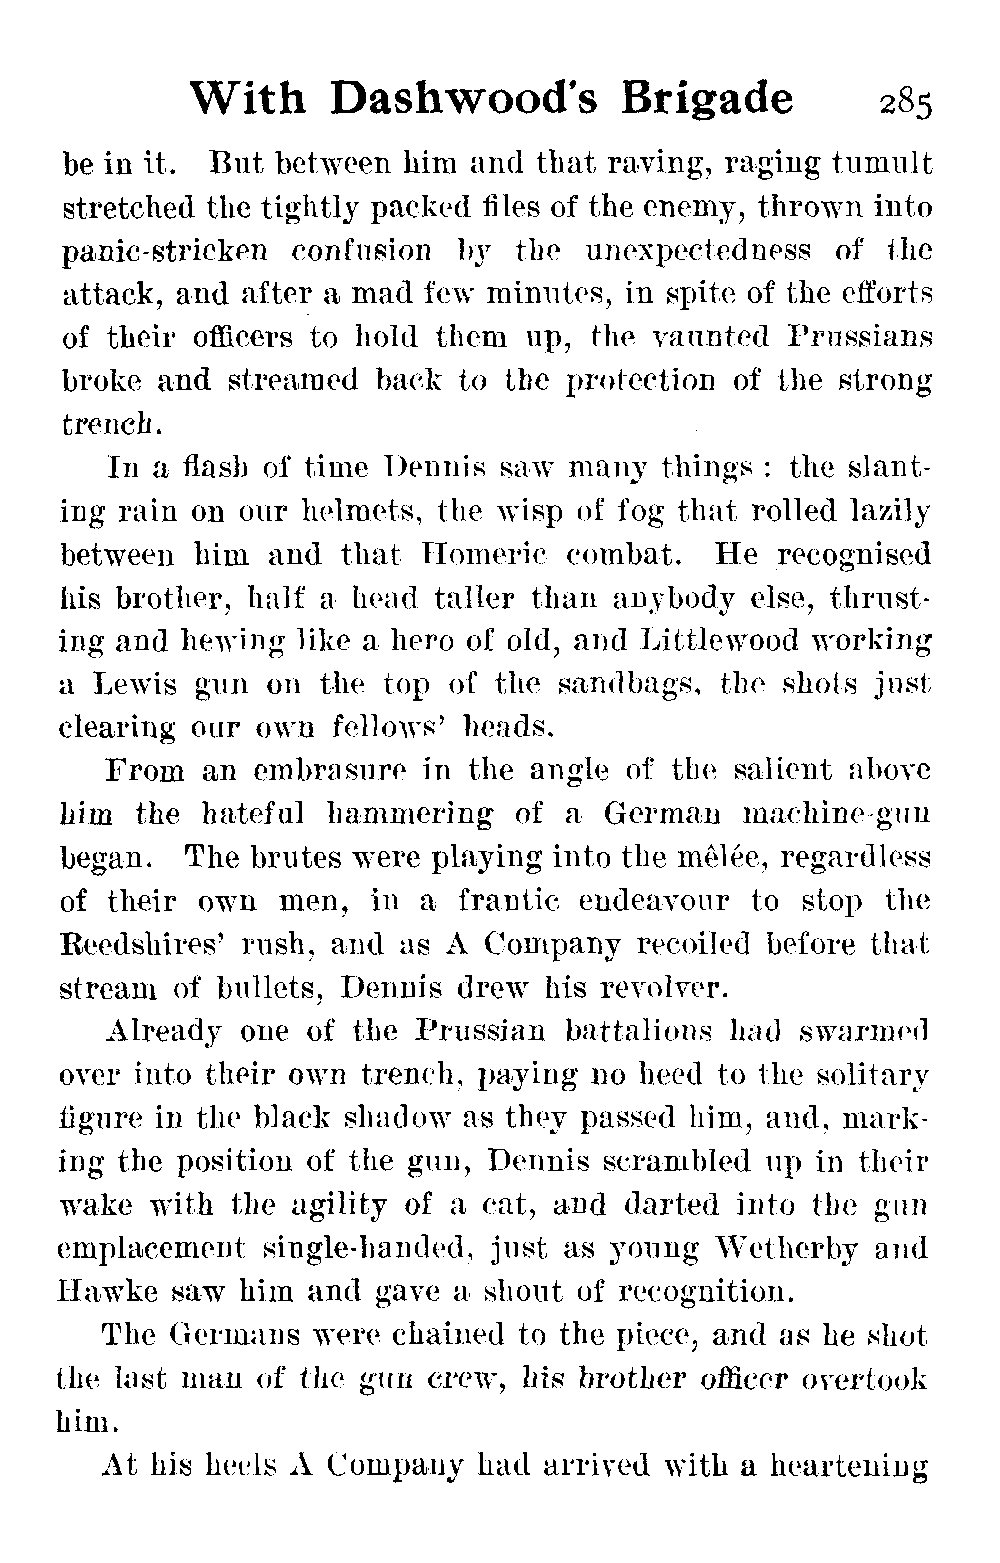 With Dashwood's Brigade 285
be in it. But between him and that raving, raging tumult
stretched the tightly packed files of the enemy, thrown into
panic-stricken confusion by the unexpectedness of the
attack, and after a mad few minutes, in spite of the efforts
of their officers to hold them up, the vaunted Prussians
broke and streamed back to the protection of the strong
trench.
In a flash of time Dennis saw many things : the slant-
ing rain on our helmets, the wisp of fog that rolled lazily
between him and that Homeric combat. He recognised
his brother, half a head taller than anybody else, thrust-
ing and hewing like a hero of old, and Littlewood working
a Lewis gun on the top of the sandbags, the shots just
clearing our own fellows' heads.
From an embrasure in the angle of the salient above
him the hateful hammering of a German machine-gun
began. The brutes were playing into the mêlée, regardless
of their own men, in a frantic endeavour to stop the
Reedshires' rush, and as A Company recoiled before that
stream of bullets, Dennis drew his revolver.
Already one of the Prussian battalions had swarmed
over into their own trench, paying no heed to the solitary
figure in the black shadow as they passed him, and, mark-
ing the position of the gun, Dennis scrambled up in their
wake with the agility of a cat, and darted into the gun
emplacement single-handed, just as young Wetherby and
Hawke saw him and gave a shout of recognition.
The Germans were chained to the piece, and as he shot
the last man of the gun crew, his brother officer overtook
him.
At his heels A Company had arrived with a heartening